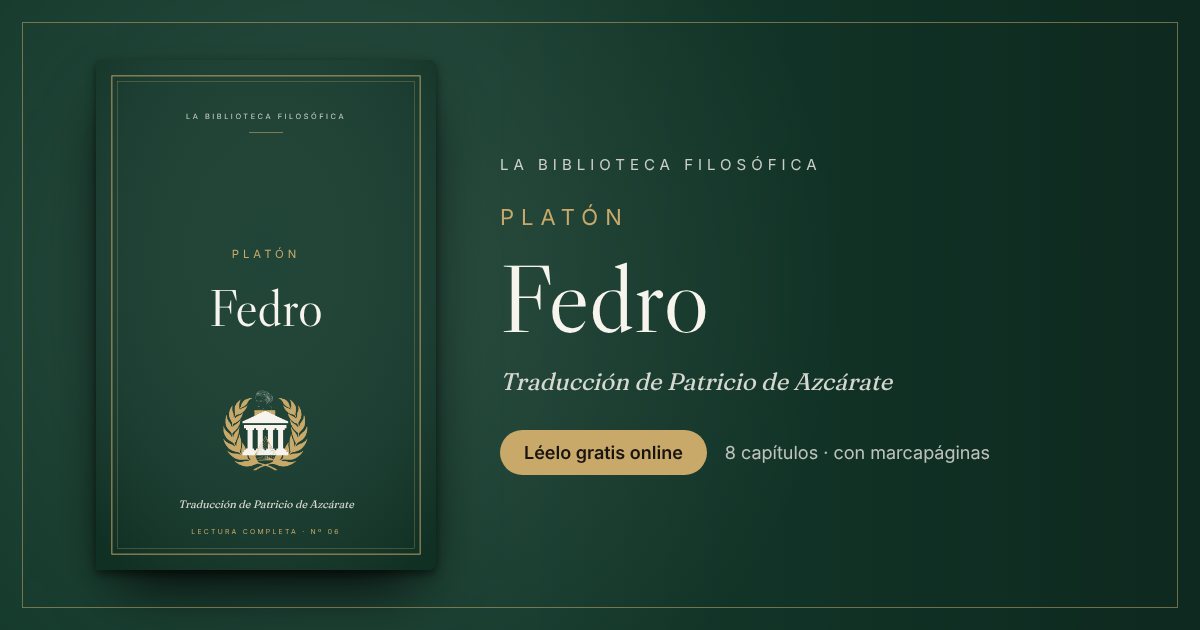 LA BIBLIOTECA FILOSÓFICA
PLATÓN
Fedro
Traducción de Patricio de Azcárate
LECTURA COMPLETA · Nº 06
LA BIBLIOTECA FILOSÓFICA
PLATÓN
Fedro
Traducción de Patricio de Azcárate
Léelo gratis online
8 capítulos · con marcapáginas